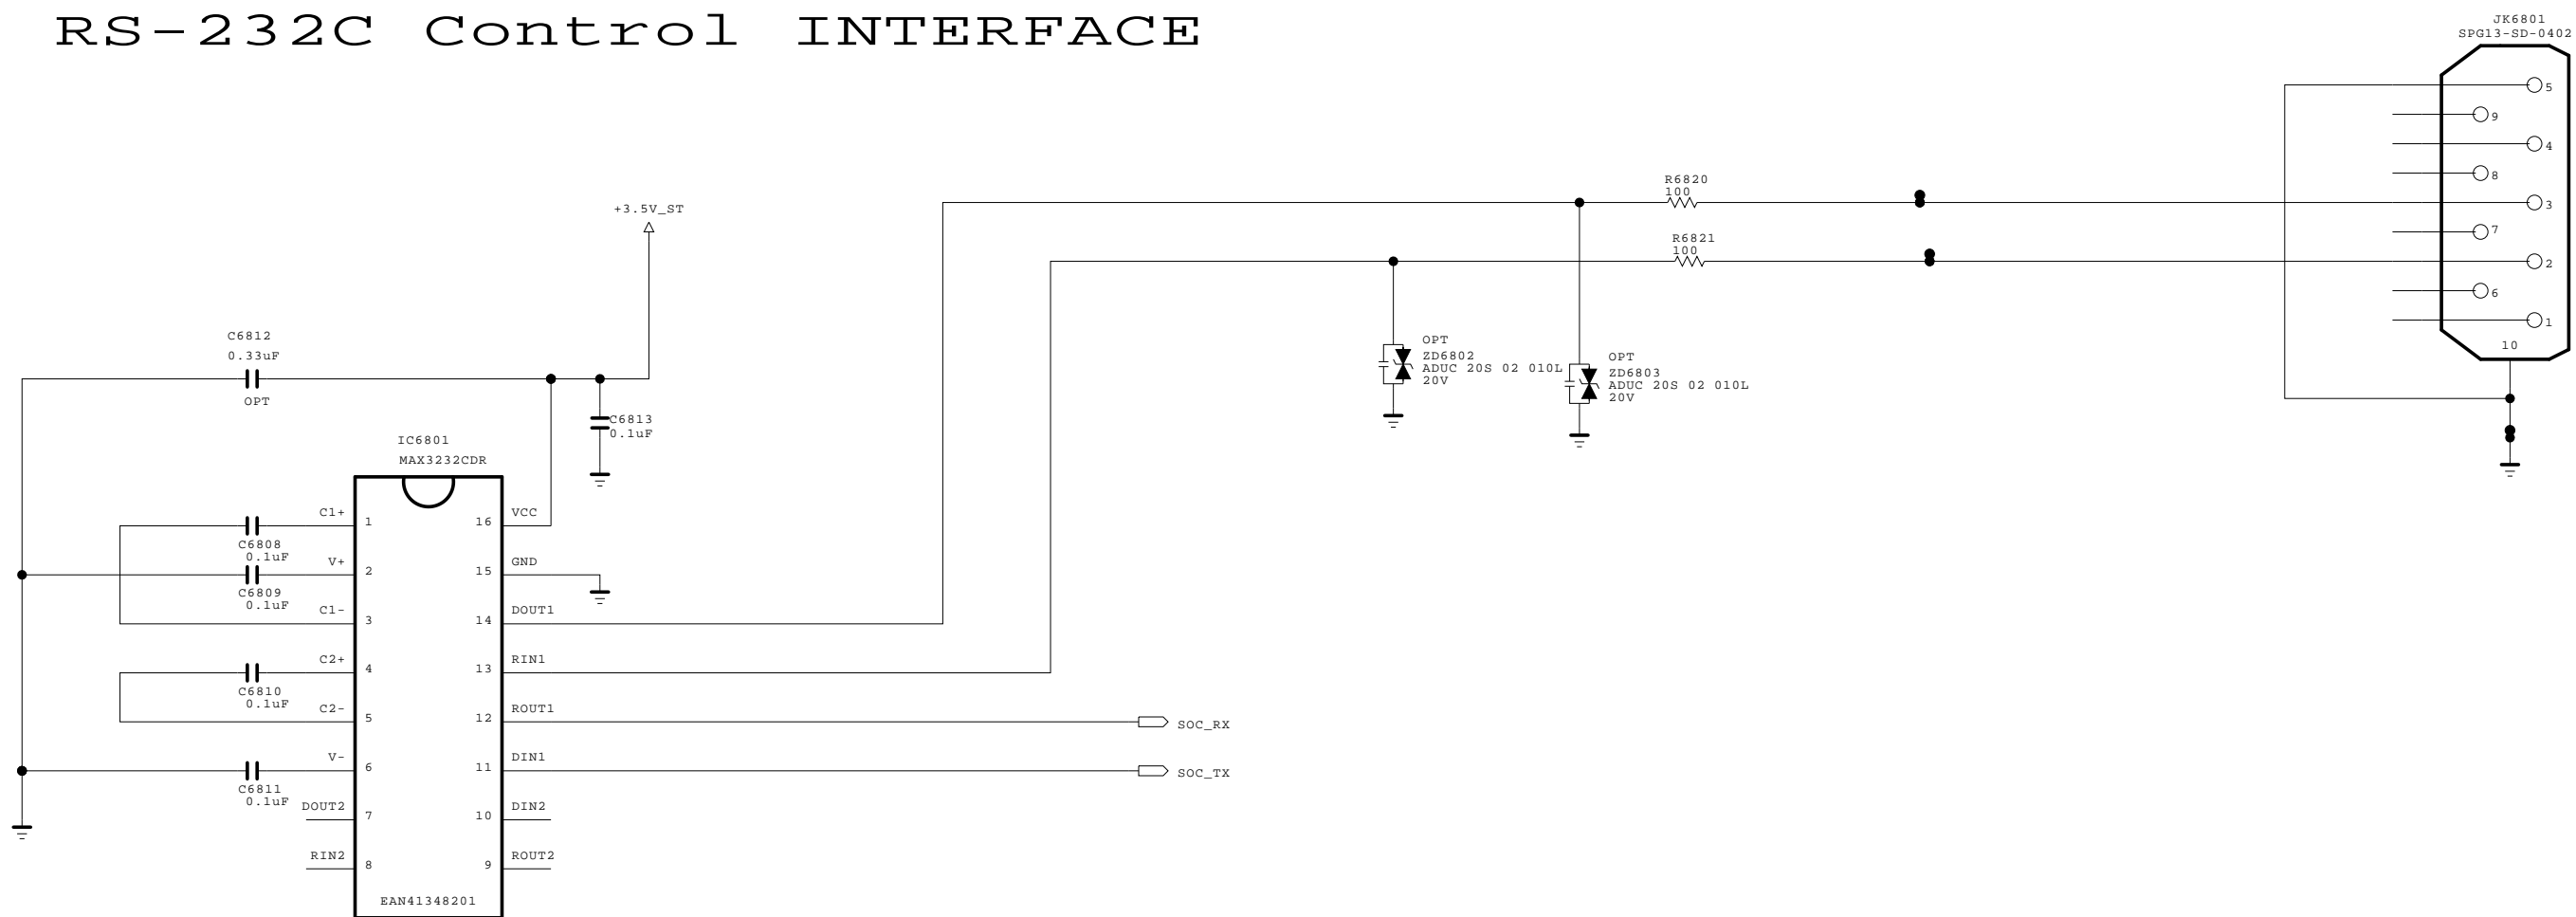 RS-232C Control INTERFACE
JK6801
SPG13-SD-0402
5
9
4
8
3
7
2
6
1
10
R6820
100
R6821
100
+3.5V_ST
C6812
0.33uF
OPT
C6813
0.1uF
OPT
ZD6802
ADUC 20S 02 010L
20V
OPT
ZD6803
ADUC 20S 02 010L
20V
IC6801
MAX3232CDR
C1+
1
16
VCC
C6808
0.1uF
V+
2
15
GND
C6809
0.1uF
C1-
3
14
DOUT1
C2+
4
13
RIN1
C6810
0.1uF
C2-
5
12
ROUT1
SOC_RX
V-
6
11
DIN1
SOC_TX
C6811
0.1uF
DOUT2
7
10
DIN2
RIN2
8
9
ROUT2
EAN41348201